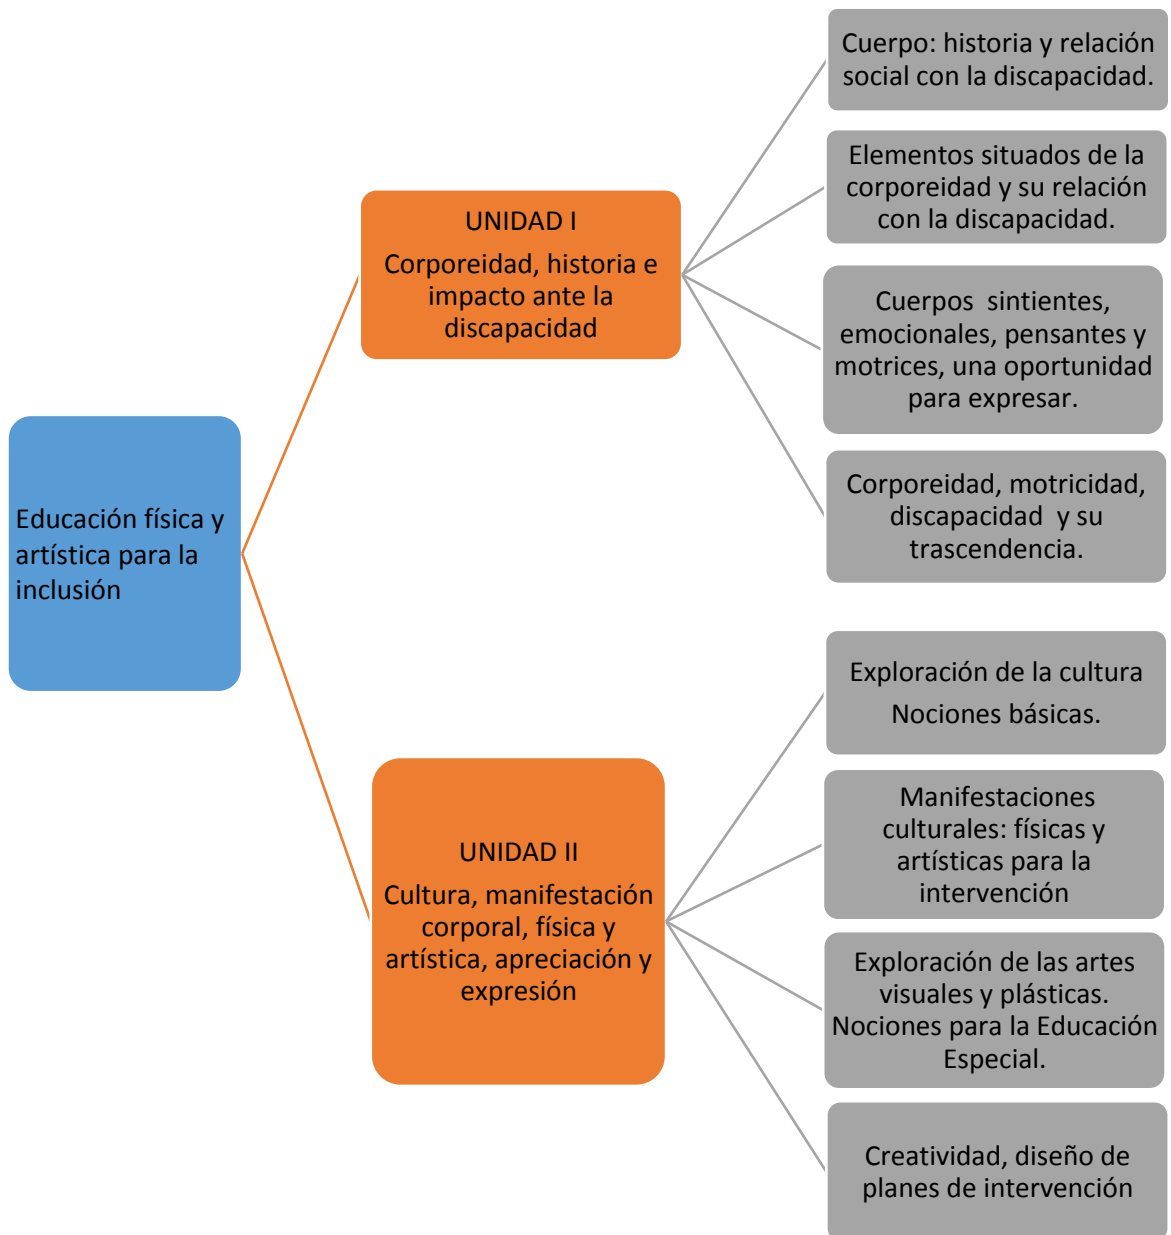 Educación física y
artística para la
inclusión
UNIDAD I
Corporeidad, historia e
impacto ante la
discapacidad
Cuerpo: historia y relación
social con la discapacidad.
Elementos situados de la
corporeidad y su relación
con la discapacidad.
Cuerpos  sintientes,
emocionales, pensantes y
motrices, una oportunidad
para expresar.
Corporeidad, motricidad,
discapacidad  y su
trascendencia.
UNIDAD II
Cultura, manifestación
corporal, física y
artística, apreciación y
expresión
Exploración de la cultura
Nociones básicas.
Manifestaciones
culturales: físicas y
artísticas para la
intervención
Exploración de las artes
visuales y plásticas.
Nociones para la Educación
Especial.
Creatividad, diseño de
planes de intervención